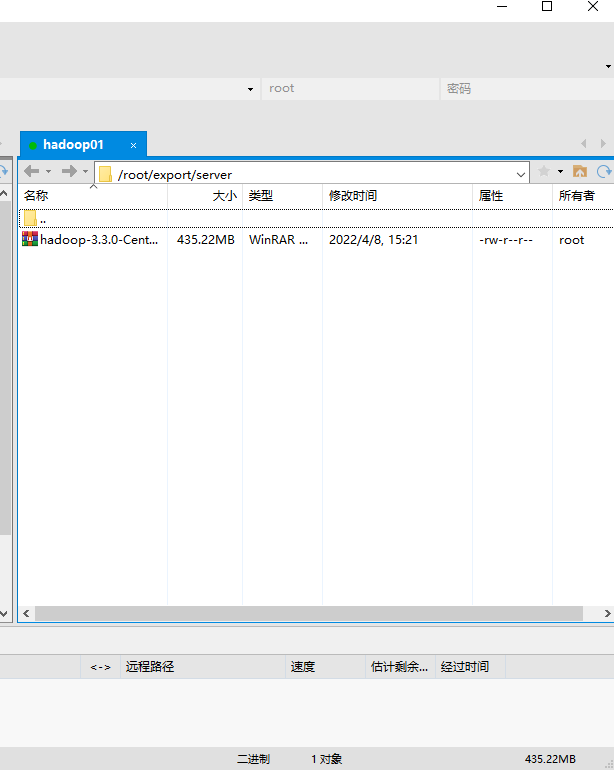 root 密码
hadoop01 ×
/root/export/server
名称 大小 类型 修改时间 属性 所有者
..
hadoop-3.3.0-Cent... 435.22MB WinRAR ... 2022/4/8, 15:21 -rw-r--r-- root
<-> 远程路径 速度 估计剩余... 经过时间
二进制 1 对象 435.22MB